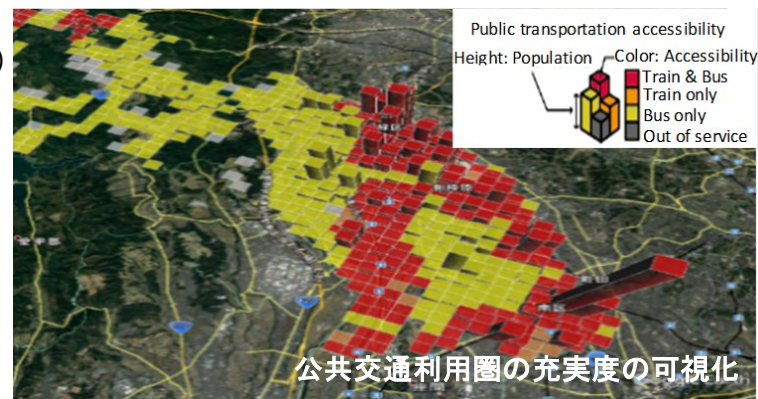 )
Public transportation accessibility
Height: Population
Color: Accessibility
Train & Bus
Train only
Bus only
Out of service
公共交通利用圏の充実度の可視化